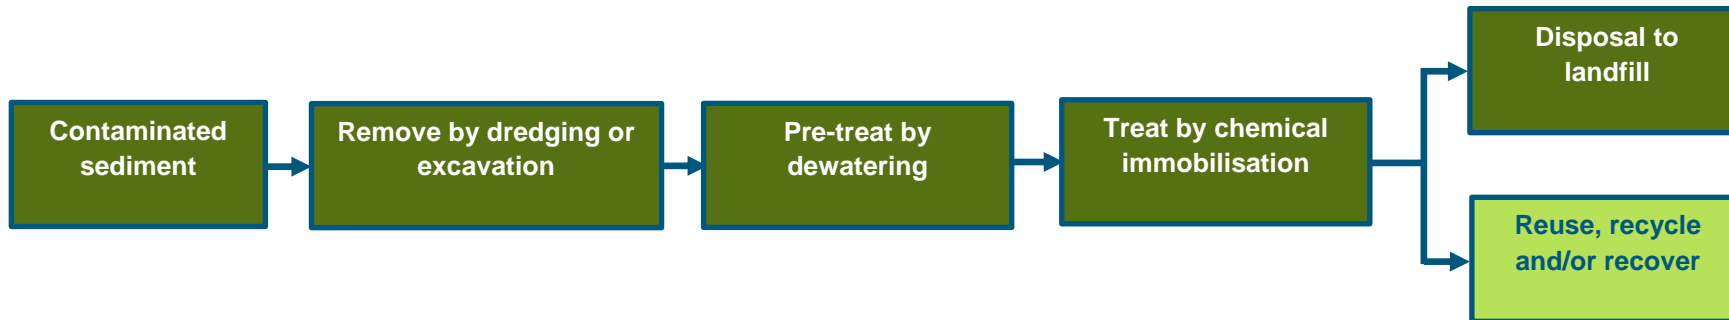 Contaminated
sediment
Remove by dredging or
excavation
Pre-treat by
dewatering
Treat by chemical
immobilisation
Disposal to
landfill
Reuse, recycle
and/or recover